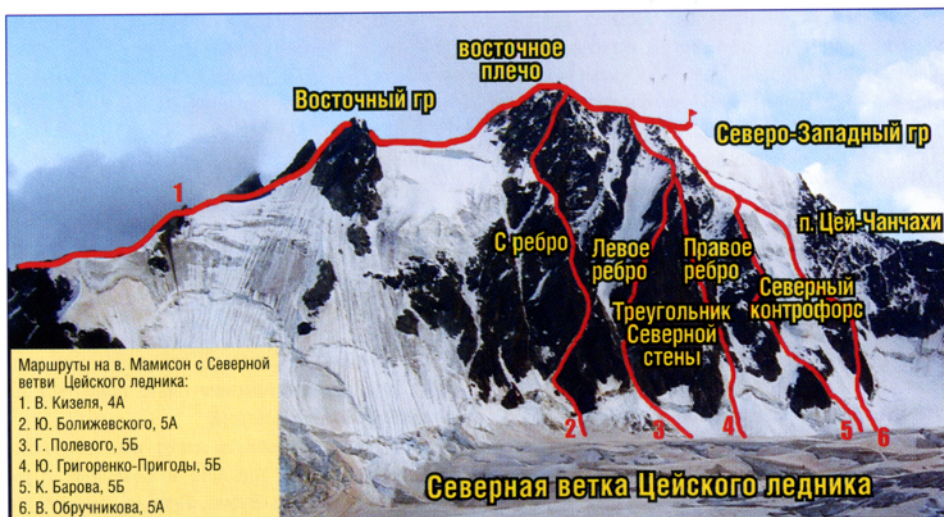 восточное
плечо
Восточный гр
Северо-Западный гр
1
п. Цей-Чанчахи
С ребро
Левое
ребро
Правое
ребро
Северный
контрофорс
Треугольник
Северной
стены
Маршруты на в. Мамисон с Северной
ветви Цейского ледника:
1. В. Кизеля, 4А
2. Ю. Болижевского, 5А
3. Г. Полевого, 5Б
4. Ю. Григоренко-Пригоды, 5Б
5. К. Барова, 5Б
6. В. Обручникова, 5А
2
3
4
5
6
Северная ветка Цейского ледника